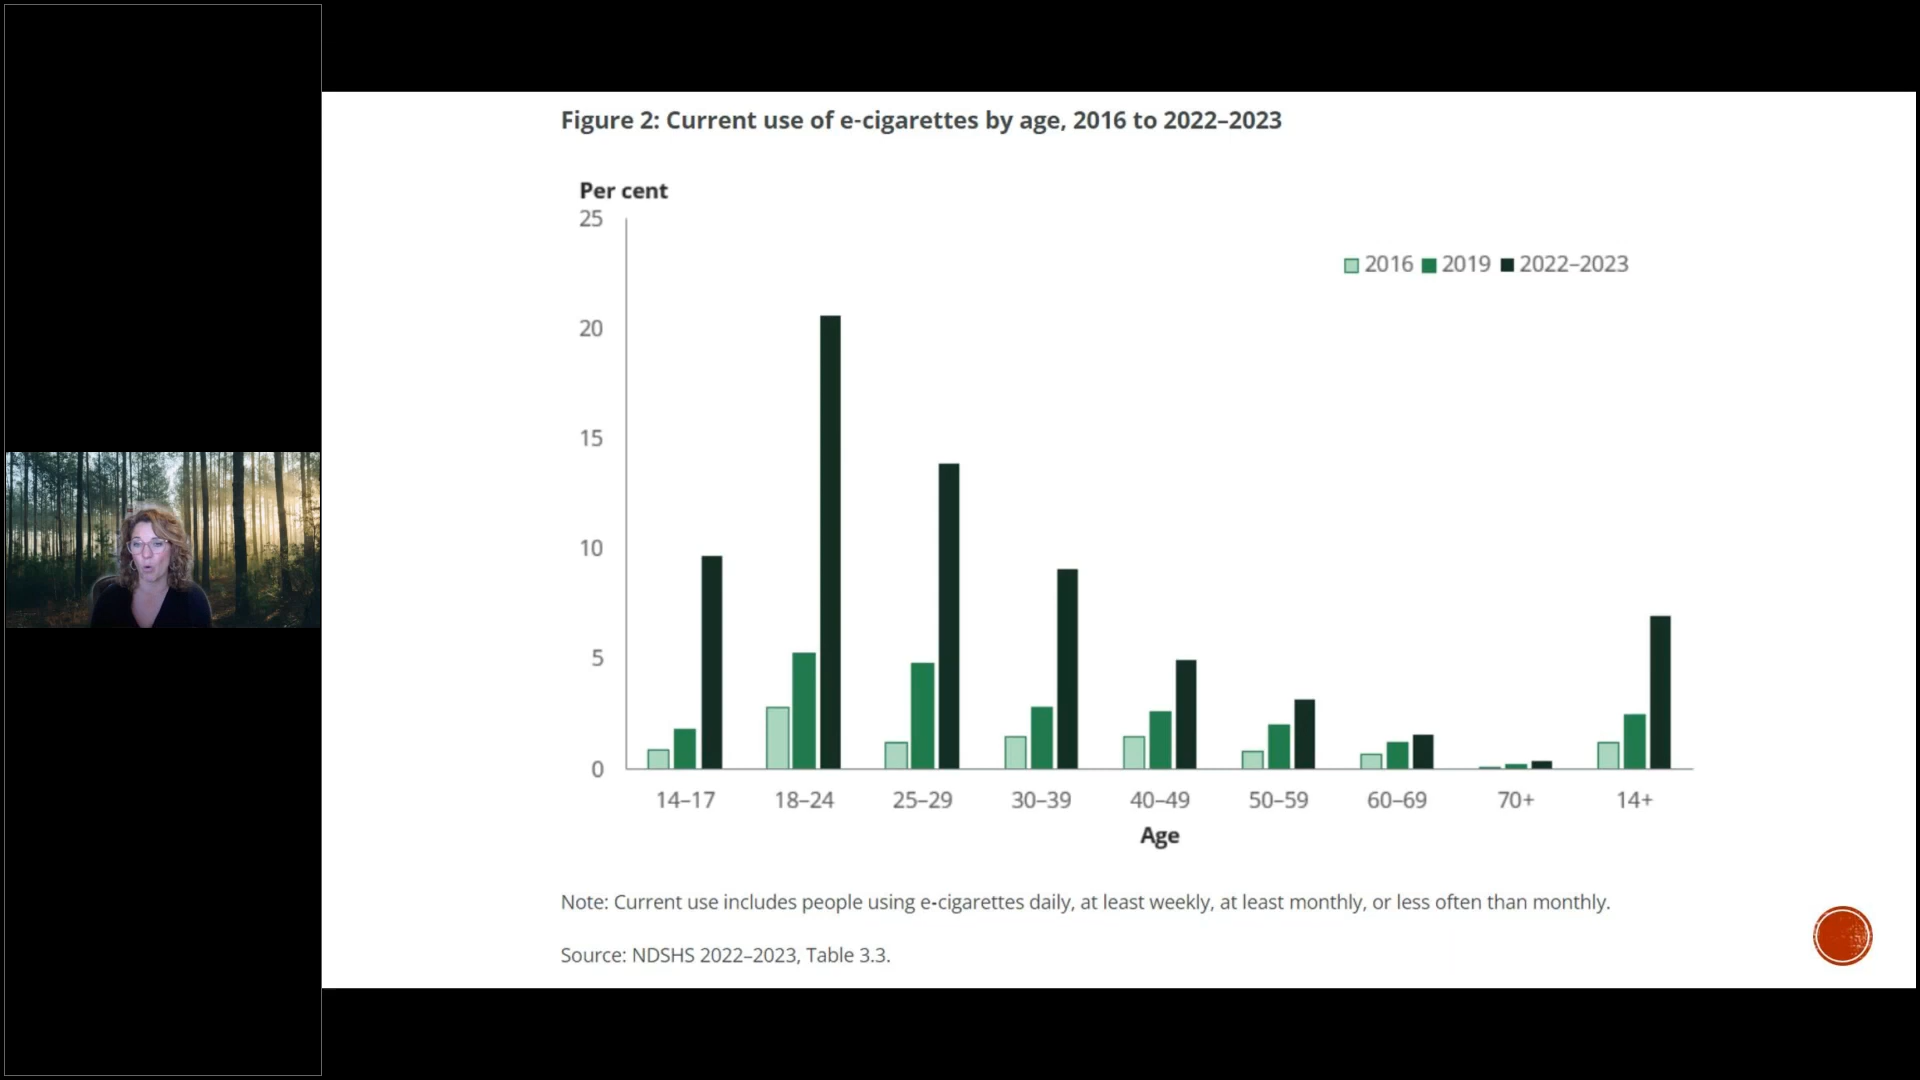 Figure 2: Current use of e-cigarettes by age, 2016 to 2022–2023
Per cent
25
2016 2019 2022–2023
20
15
10
5
0
14–17 18–24 25–29 30–39 40–49 50–59 60–69 70+ 14+
Age
Note: Current use includes people using e-cigarettes daily, at least weekly, at least monthly, or less often than monthly.
Source: NDSHS 2022–2023, Table 3.3.